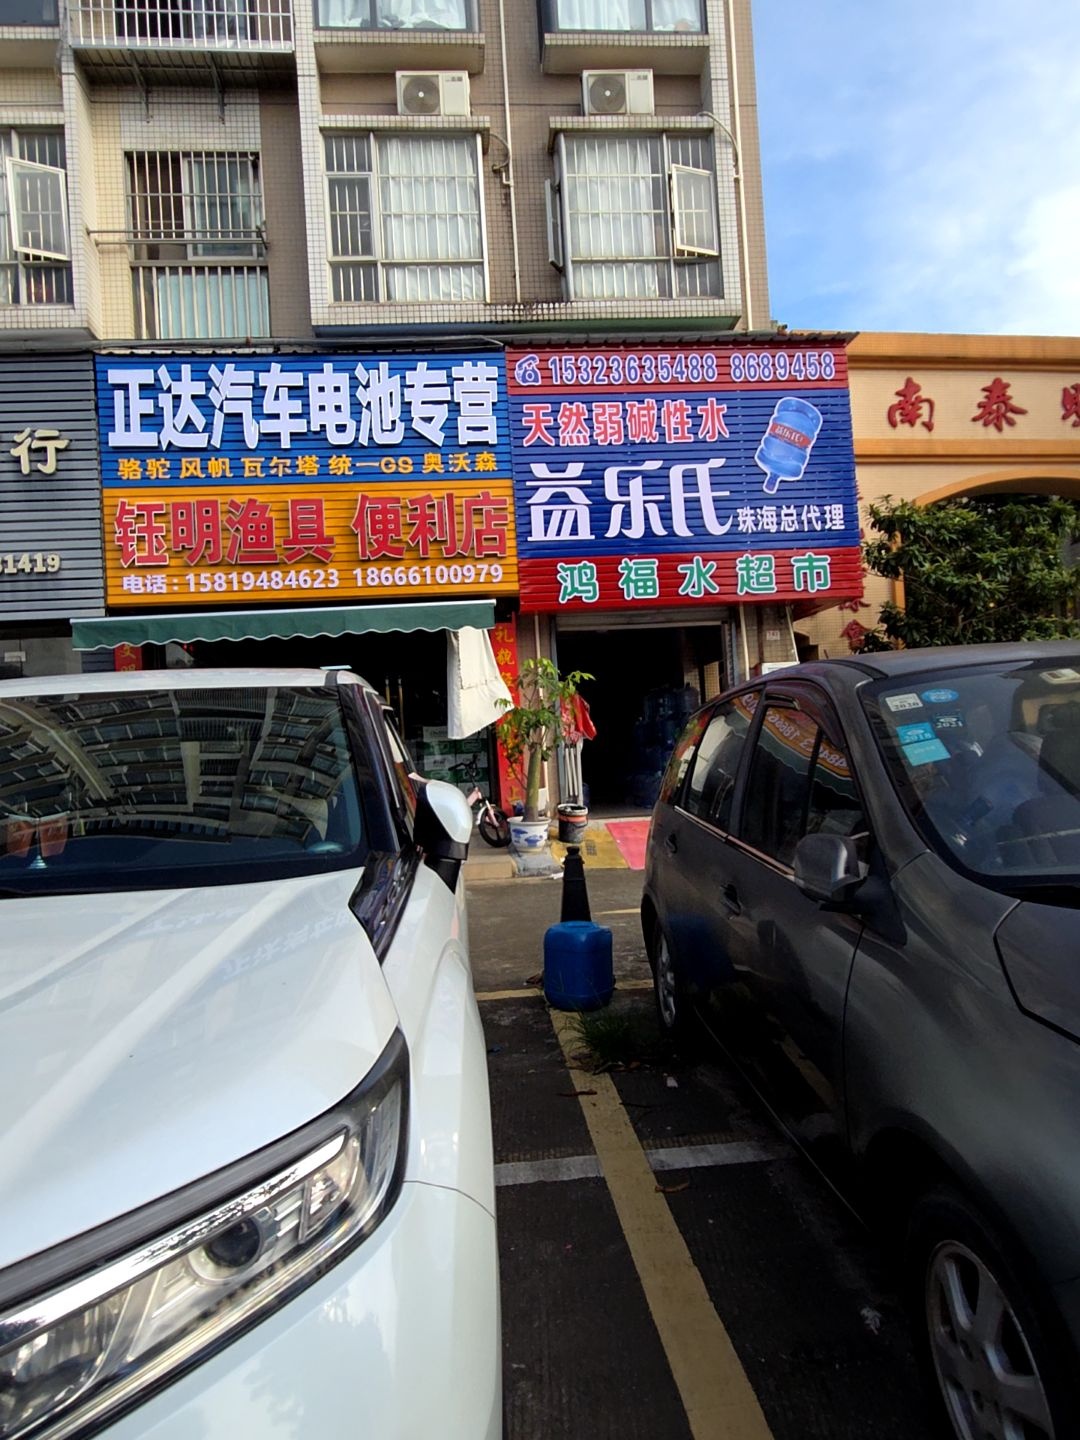 正达汽车电池专营
骆驼 风帆 瓦尔塔 统一GS 奥沃森
钰明渔具 便利店
电话：15819484623 18666100979
15323635488 8689458
天然弱碱性水
益乐氏
珠海总代理
鸿福水超市
行
1419
南泰
礼貌